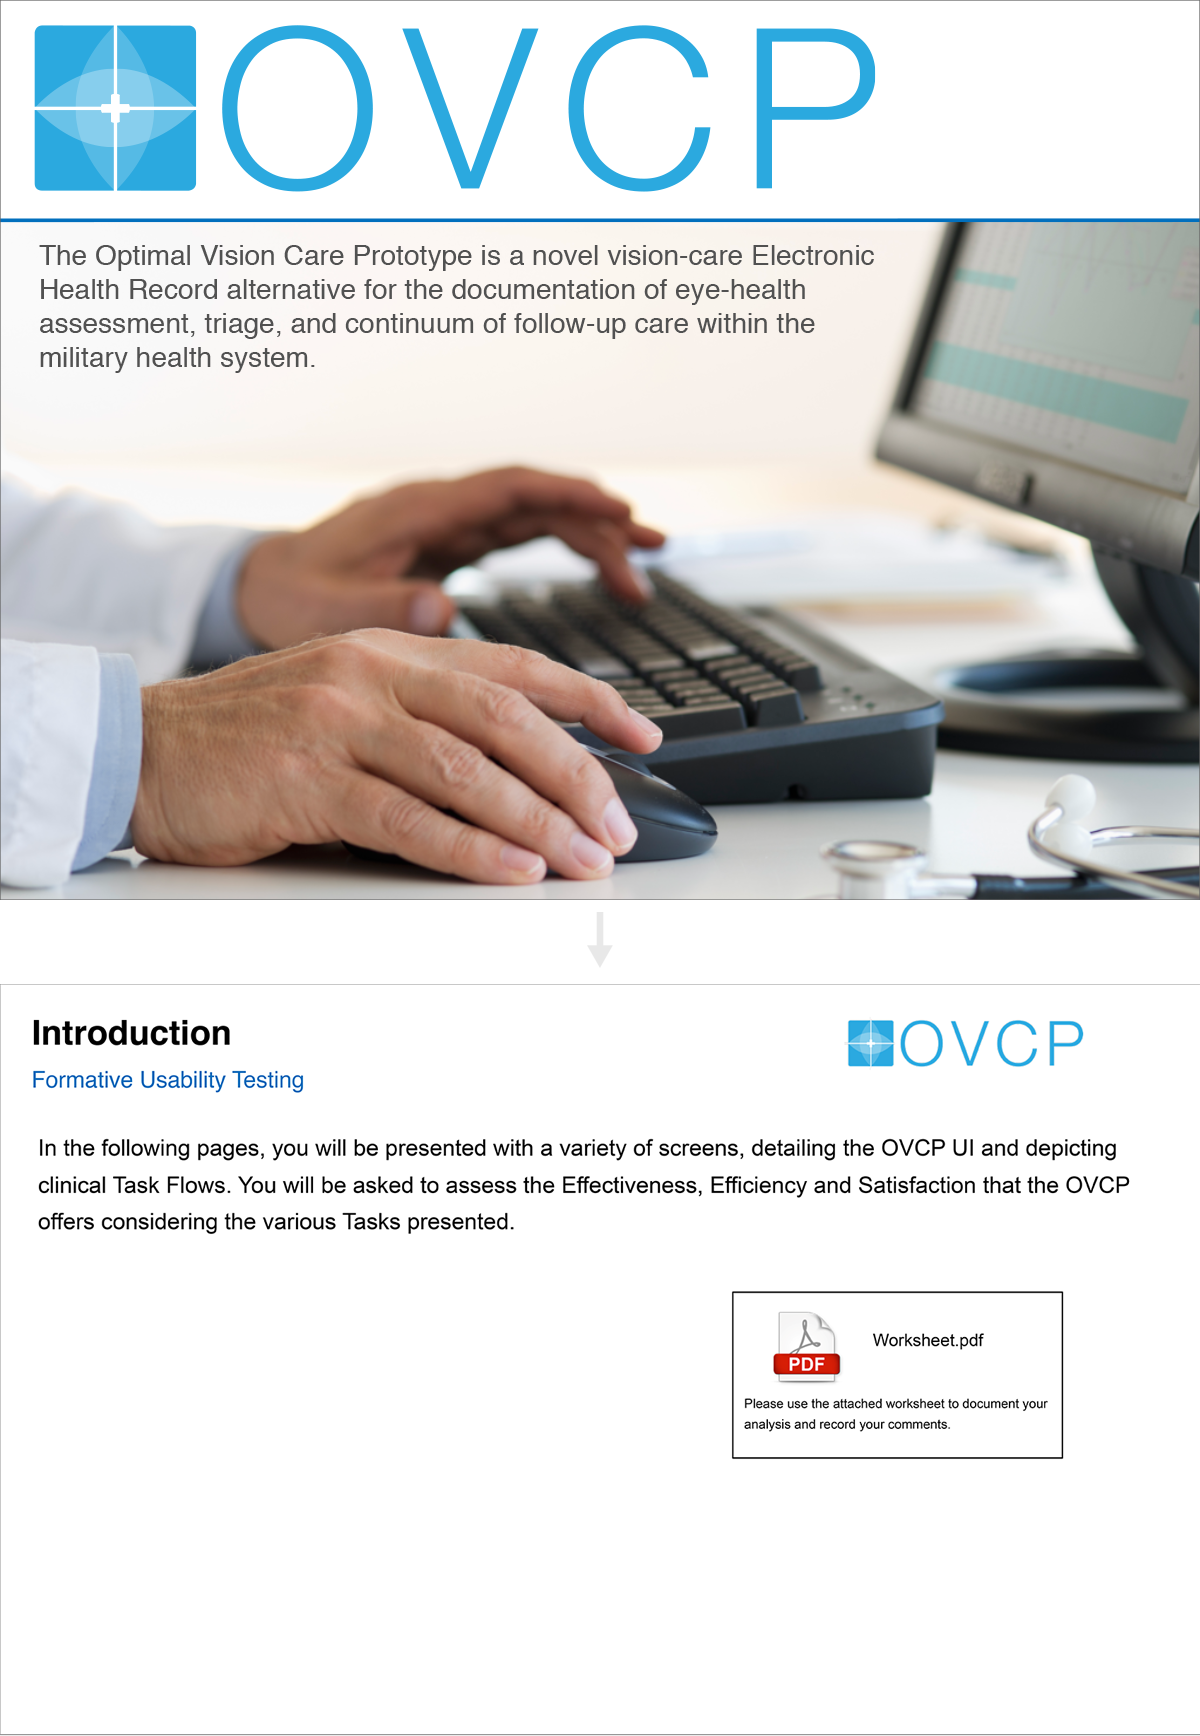 OVCP
The Optimal Vision Care Prototype is a novel vision-care Electronic
Health Record alternative for the documentation of eye-health
assessment, triage, and continuum of follow-up care within the
military health system.
Introduction
OVCP
Formative Usability Testing
In the following pages, you will be presented with a variety of screens, detailing the OVCP UI and depicting
clinical Task Flows. You will be asked to assess the Effectiveness, Efficiency and Satisfaction that the OVCP
offers considering the various Tasks presented.
PDF
Worksheet.pdf
Please use the attached worksheet to document your
analysis and record your comments.